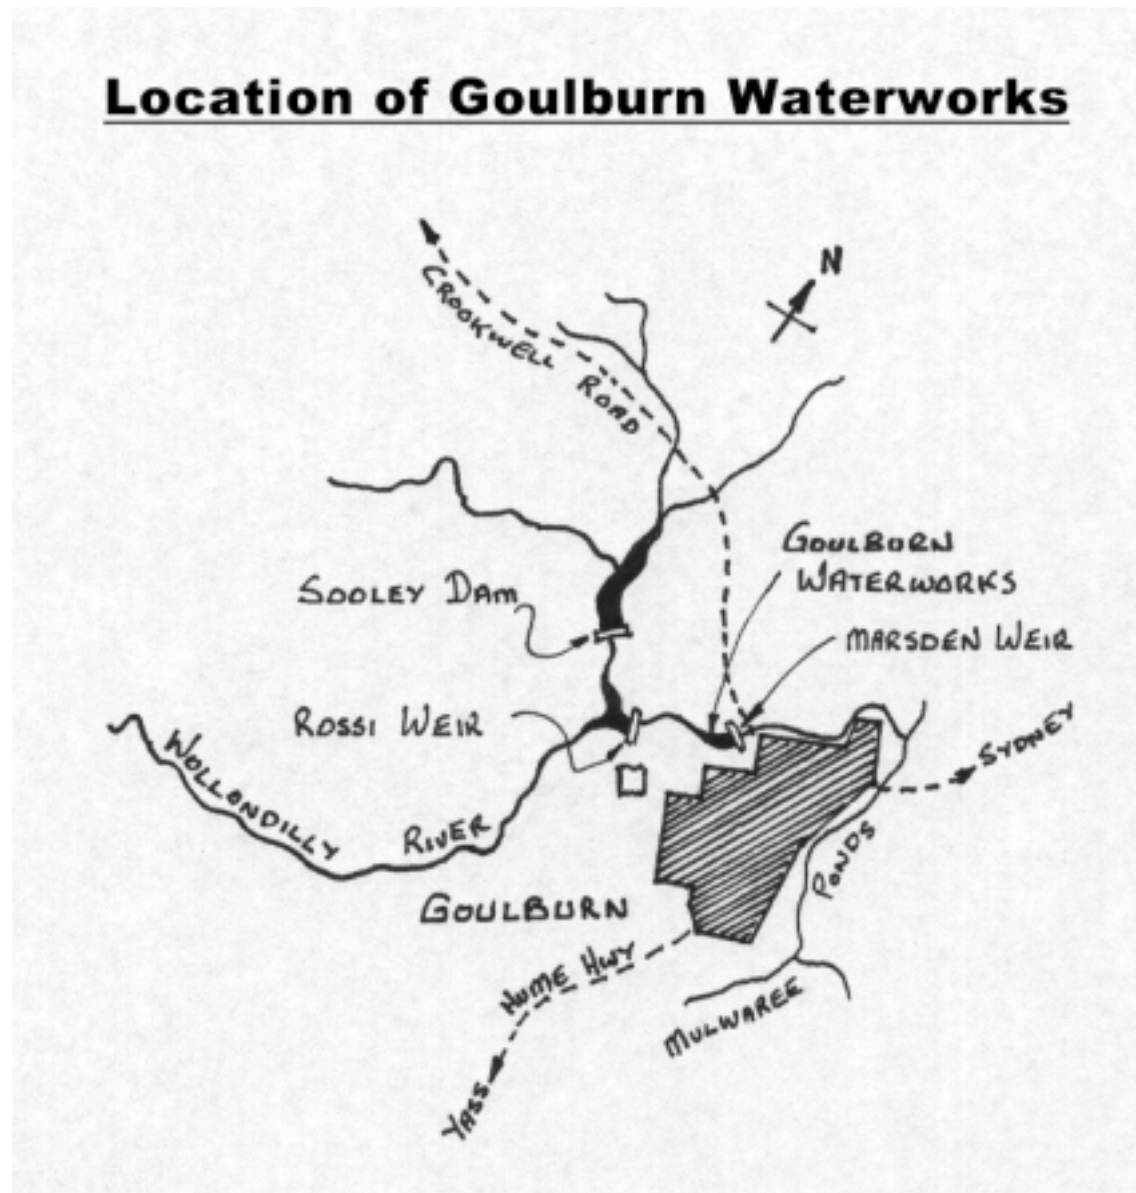 Location of Goulburn Waterworks
N
CROOKWELL ROAD
GOULBURN
WATERWORKS
SOOLEY DAM
MARSDEN WEIR
ROSSI WEIR
SYDNEY
WOLLONDILLY RIVER
PONDS
GOULBURN
HUME HWY
MULWAREE
YASS